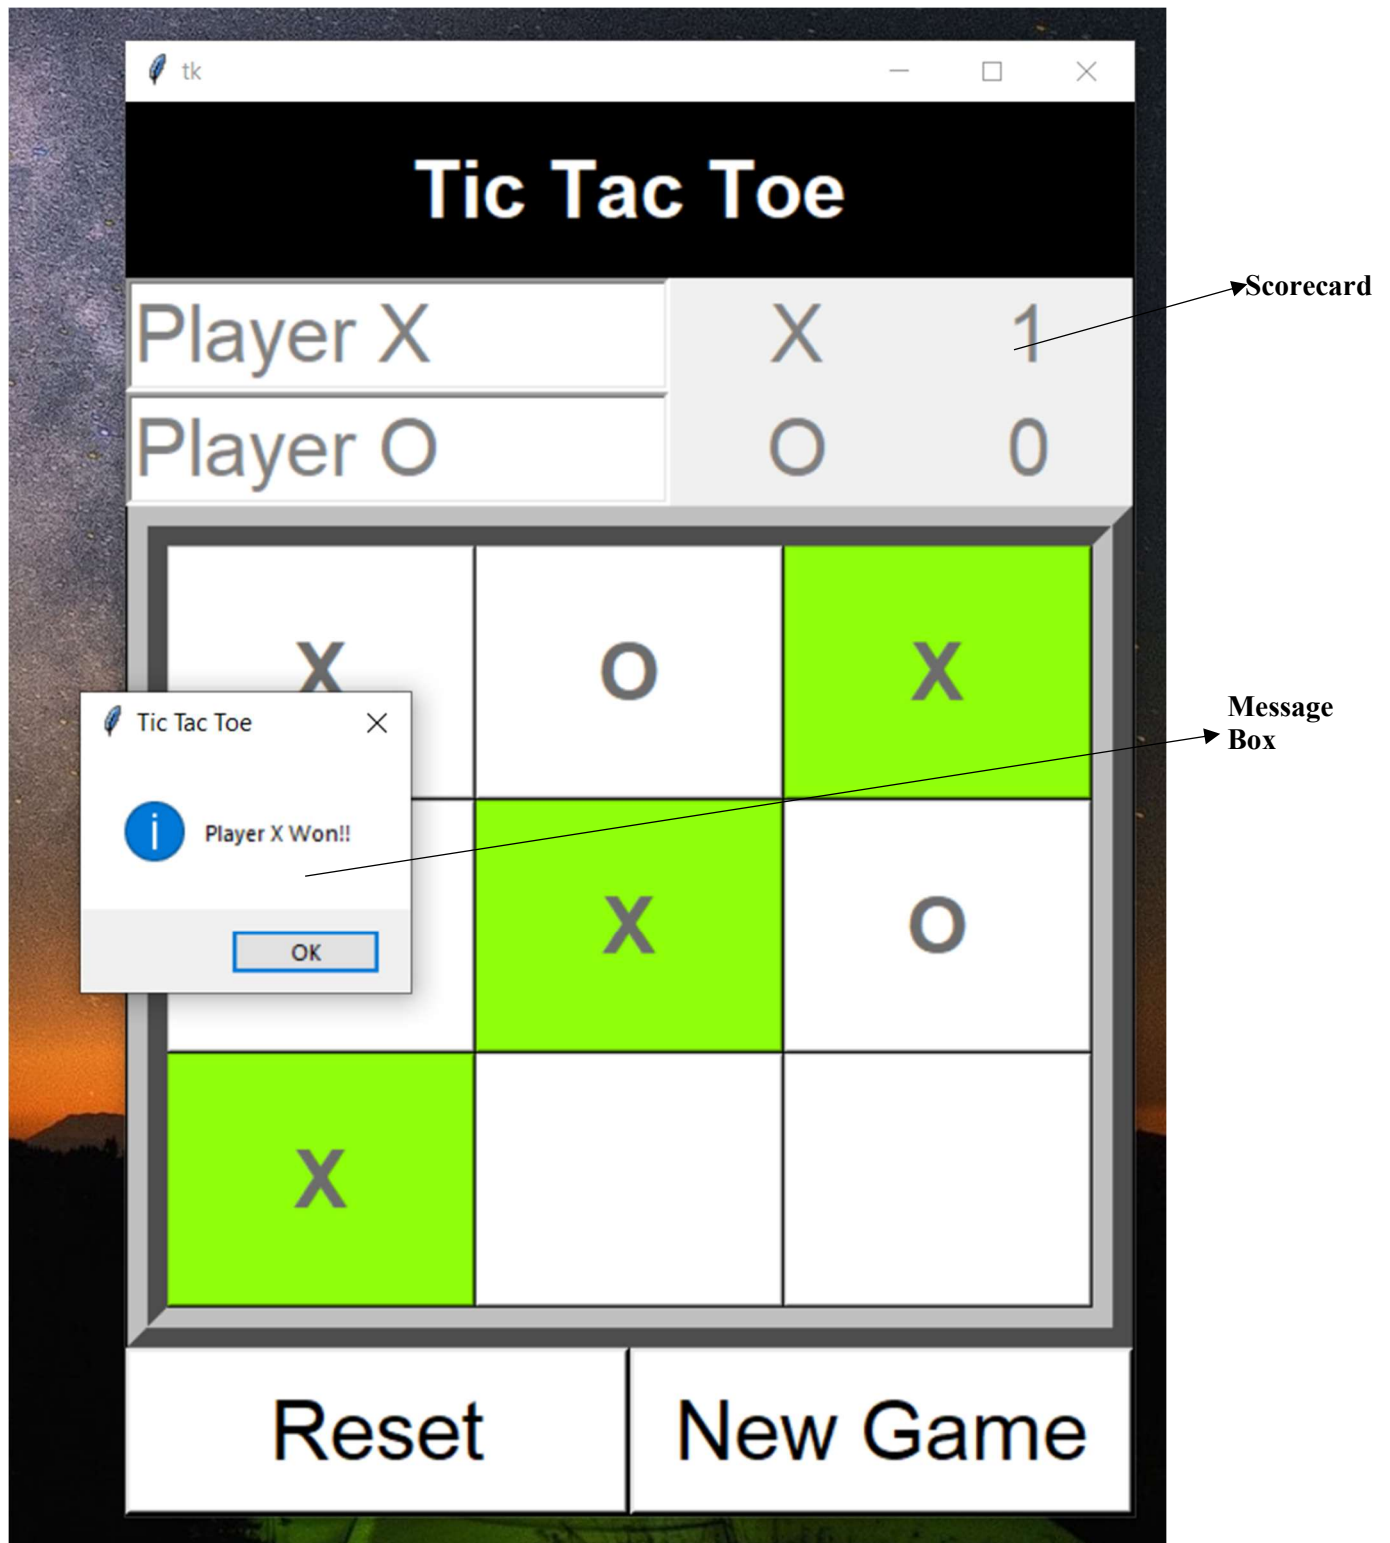 tk
Tic Tac Toe
Player X X 1
Scorecard
Player O O 0
X O X
Message
Box
Tic Tac Toe
Player X Won!!
X O
OK
X
Reset New Game